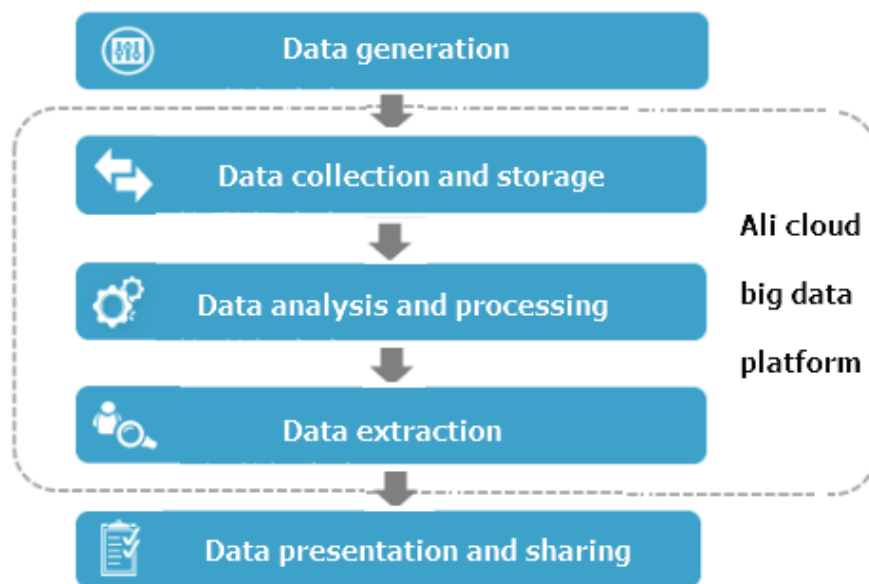 Data generation
Data collection and storage
Ali cloud
big data
platform
Data analysis and processing
Data extraction
Data presentation and sharing